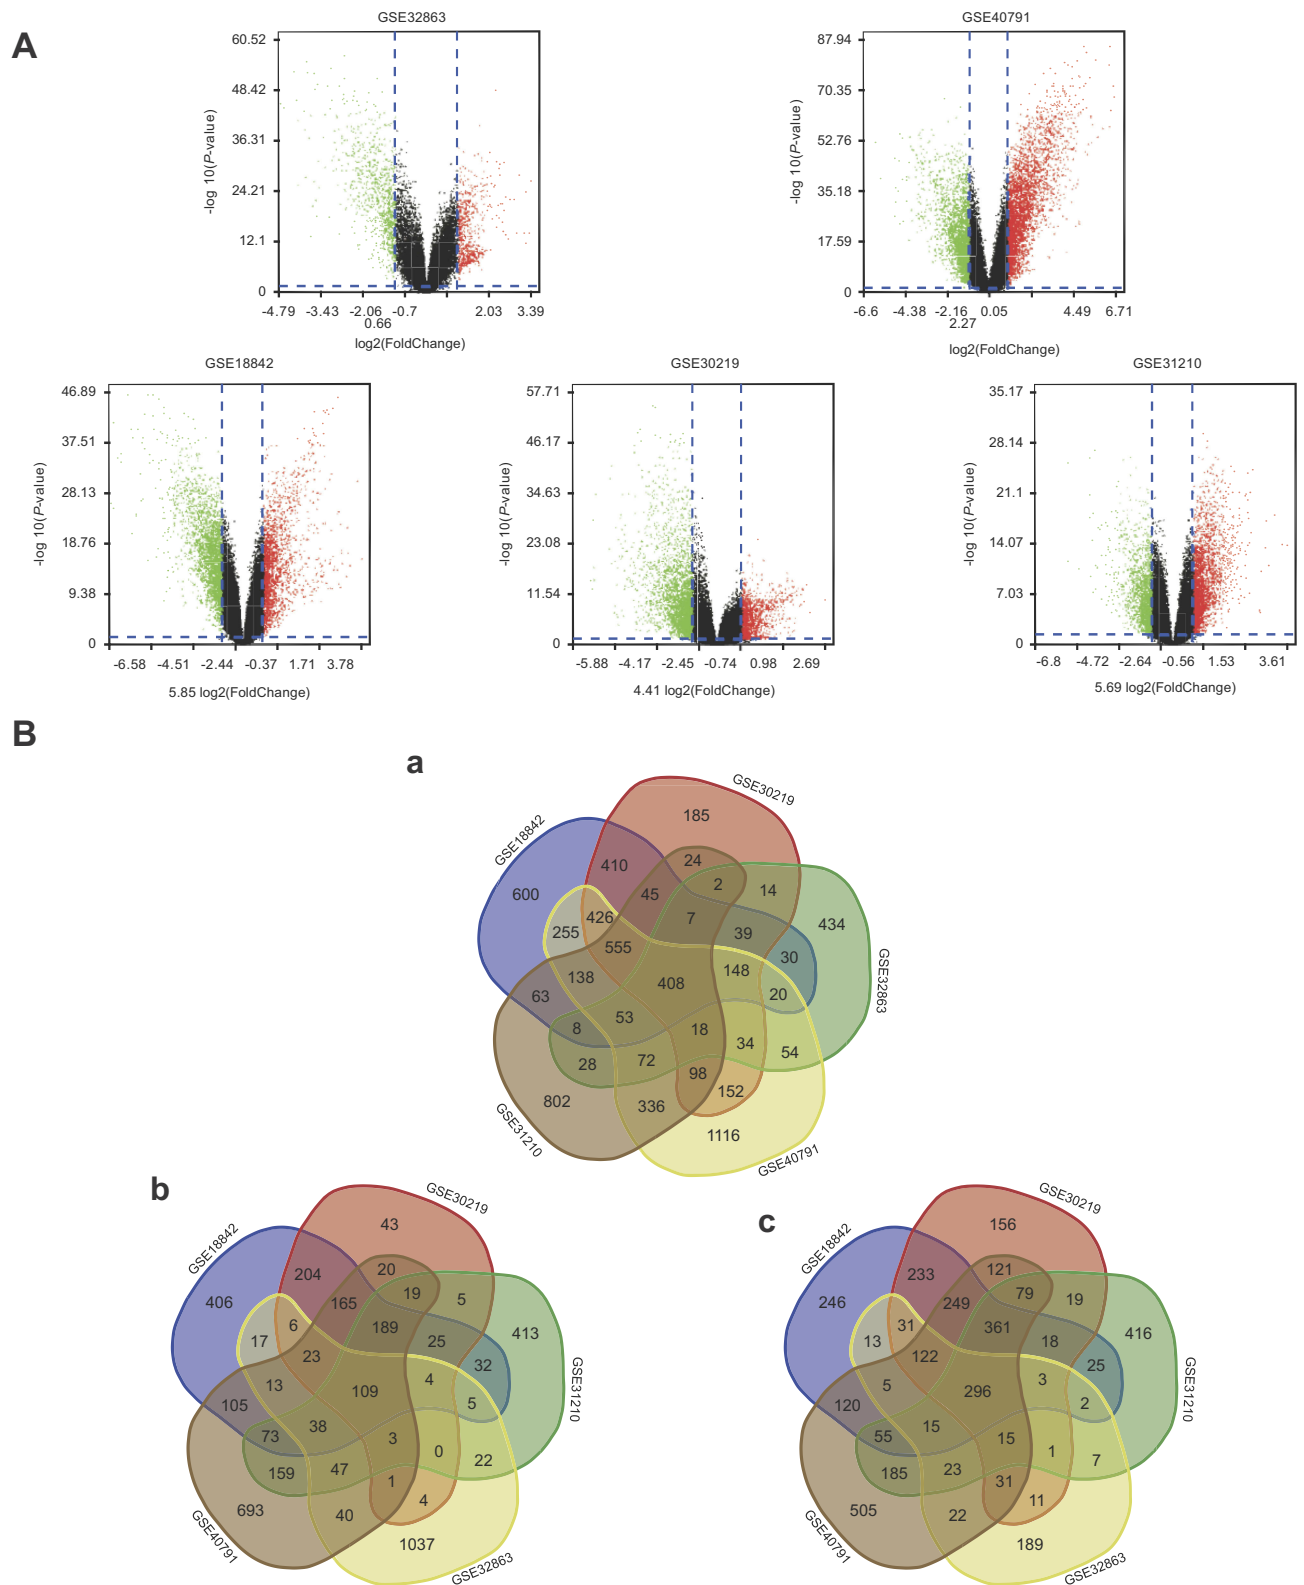 A
GSE32863
60.52
48.42
36.31
24.21
12.1
0
-log 10(P-value)
-4.79 -3.43 -2.06 -0.7 2.03 3.39
0.66
log2(FoldChange)
GSE40791
87.94
70.35
52.76
35.18
17.59
0
-log 10(P-value)
-6.6 -4.38 -2.16 0.05 4.49 6.71
2.27
log2(FoldChange)
GSE18842
46.89
37.51
28.13
18.76
9.38
0
-log 10(P-value)
-6.58 -4.51 -2.44 -0.37 1.71 3.78
5.85 log2(FoldChange)
GSE30219
57.71
46.17
34.63
23.08
11.54
0
-log 10(P-value)
-5.88 -4.17 -2.45 -0.74 0.98 2.69
4.41 log2(FoldChange)
GSE31210
35.17
28.14
21.1
14.07
7.03
0
-log 10(P-value)
-6.8 -4.72 -2.64 -0.56 1.53 3.61
5.69 log2(FoldChange)
B
a
GSE30219
GSE18842
GSE32863
GSE31210
GSE40791
185
410 24
600 45 2 14
426 7 434
255 555 39
138 408 148 30
63 20
8 53 18
28 72 34 54
98
802 336 152
1116
b
GSE30219
GSE18842
GSE31210
GSE40791
GSE32863
43
204 20
406 165 19 5
6 189 413
17 23 25
13 109 4 32
105 5
73 38 3
159 47 0 22
1
693 40 4
1037
c
GSE30219
GSE18842
GSE31210
GSE40791
GSE32863
156
233 121
246 249 79 19
31 361 416
13 122 18
5 296 3 25
120 2
55 15 15
185 23 1 7
31
505 22 11
189